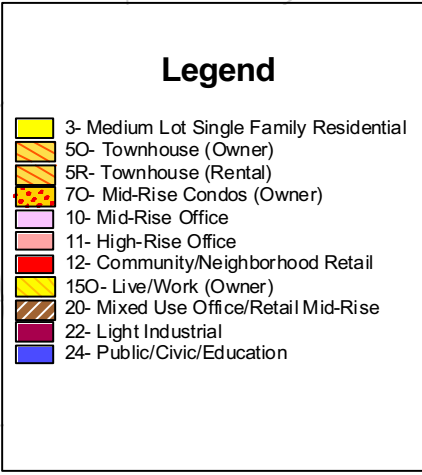 Legend
3- Medium Lot Single Family Residential
5O- Townhouse (Owner)
5R- Townhouse (Rental)
7O- Mid-Rise Condos (Owner)
10- Mid-Rise Office
11- High-Rise Office
12- Community/Neighborhood Retail
15O- Live/Work (Owner)
20- Mixed Use Office/Retail Mid-Rise
22- Light Industrial
24- Public/Civic/Education